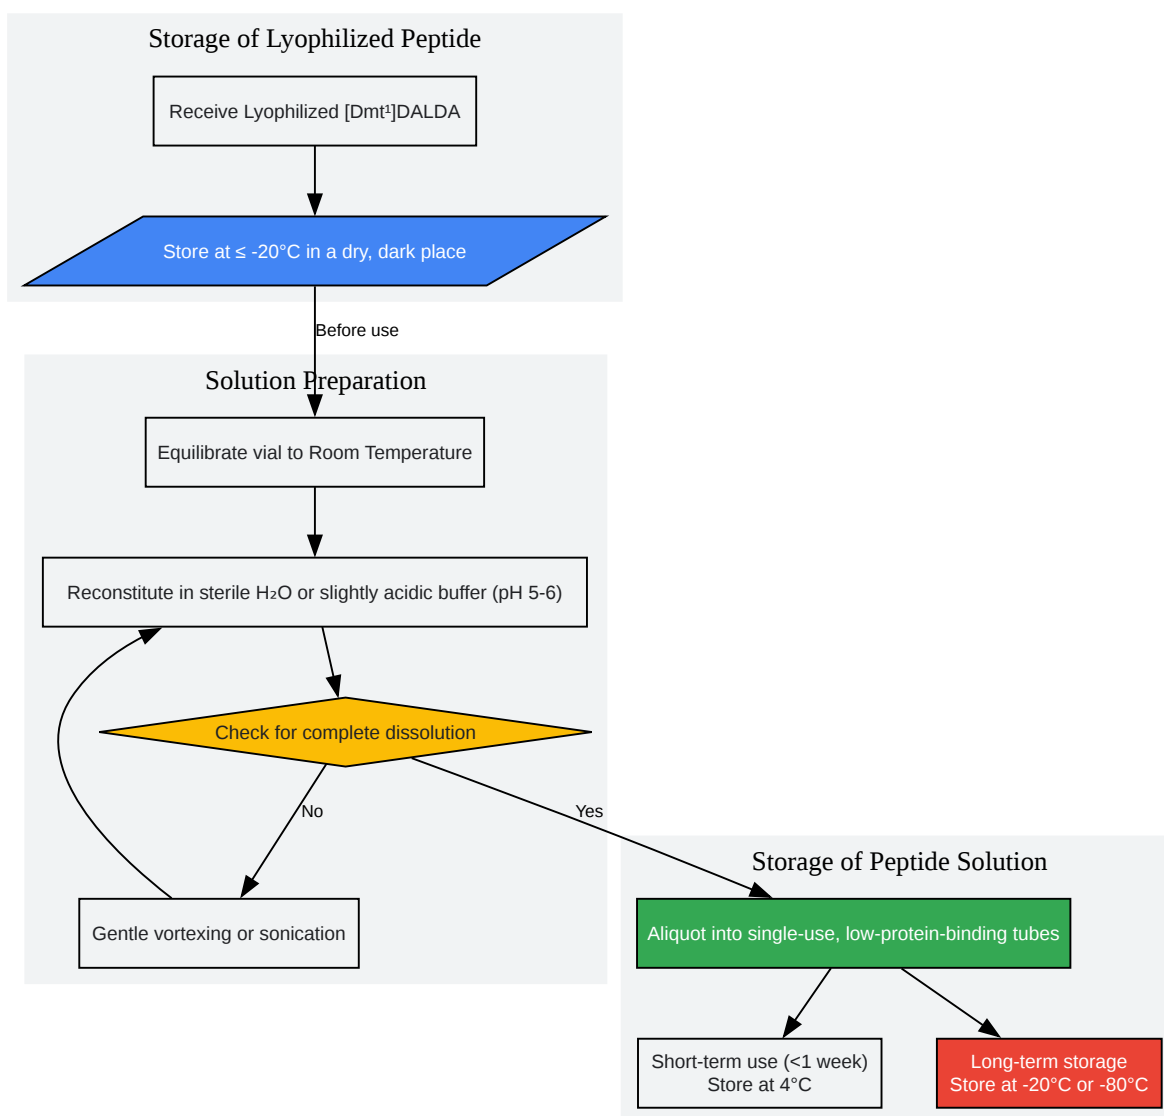 Storage of Lyophilized Peptide
Receive Lyophilized [Dmt¹]DALDA
Store at ≤ -20°C in a dry, dark place
Before use
Solution Preparation
Equilibrate vial to Room Temperature
Reconstitute in sterile H₂O or slightly acidic buffer (pH 5-6)
Check for complete dissolution
No
Yes
Gentle vortexing or sonication
Storage of Peptide Solution
Aliquot into single-use, low-protein-binding tubes
Short-term use (<1 week)
Store at 4°C
Long-term storage
Store at -20°C or -80°C